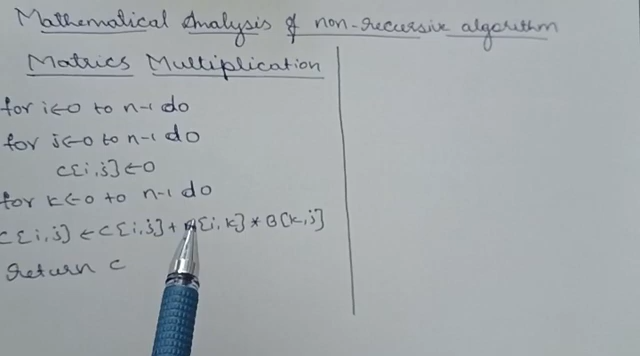 Mathematical Analysis of non-recursive algorithm
Matrics Multiplication
for i←0 to n-1 do
for j←0 to n-1 do
C[i,j]←0
for k←0 to n-1 do
C[i,j]←C[i,j]+A[i,k]*B[k,j]
return c